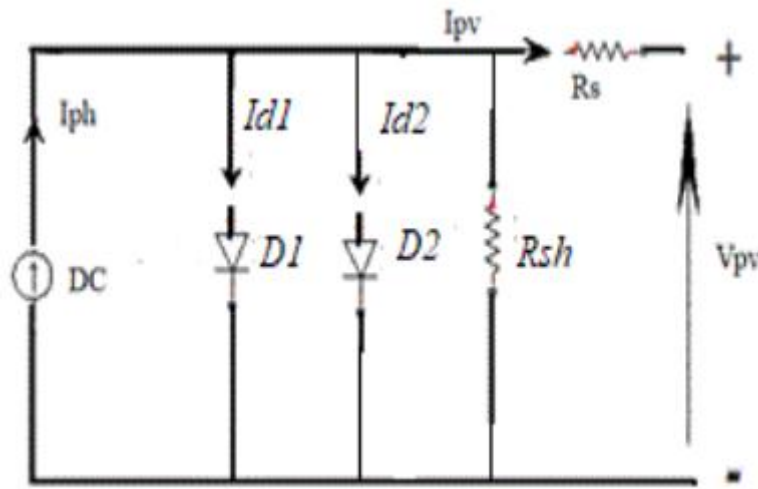 Ipv
+
Rs
Iph
Id1
Id2
D1
D2
Rsh
Vpv
DC
-